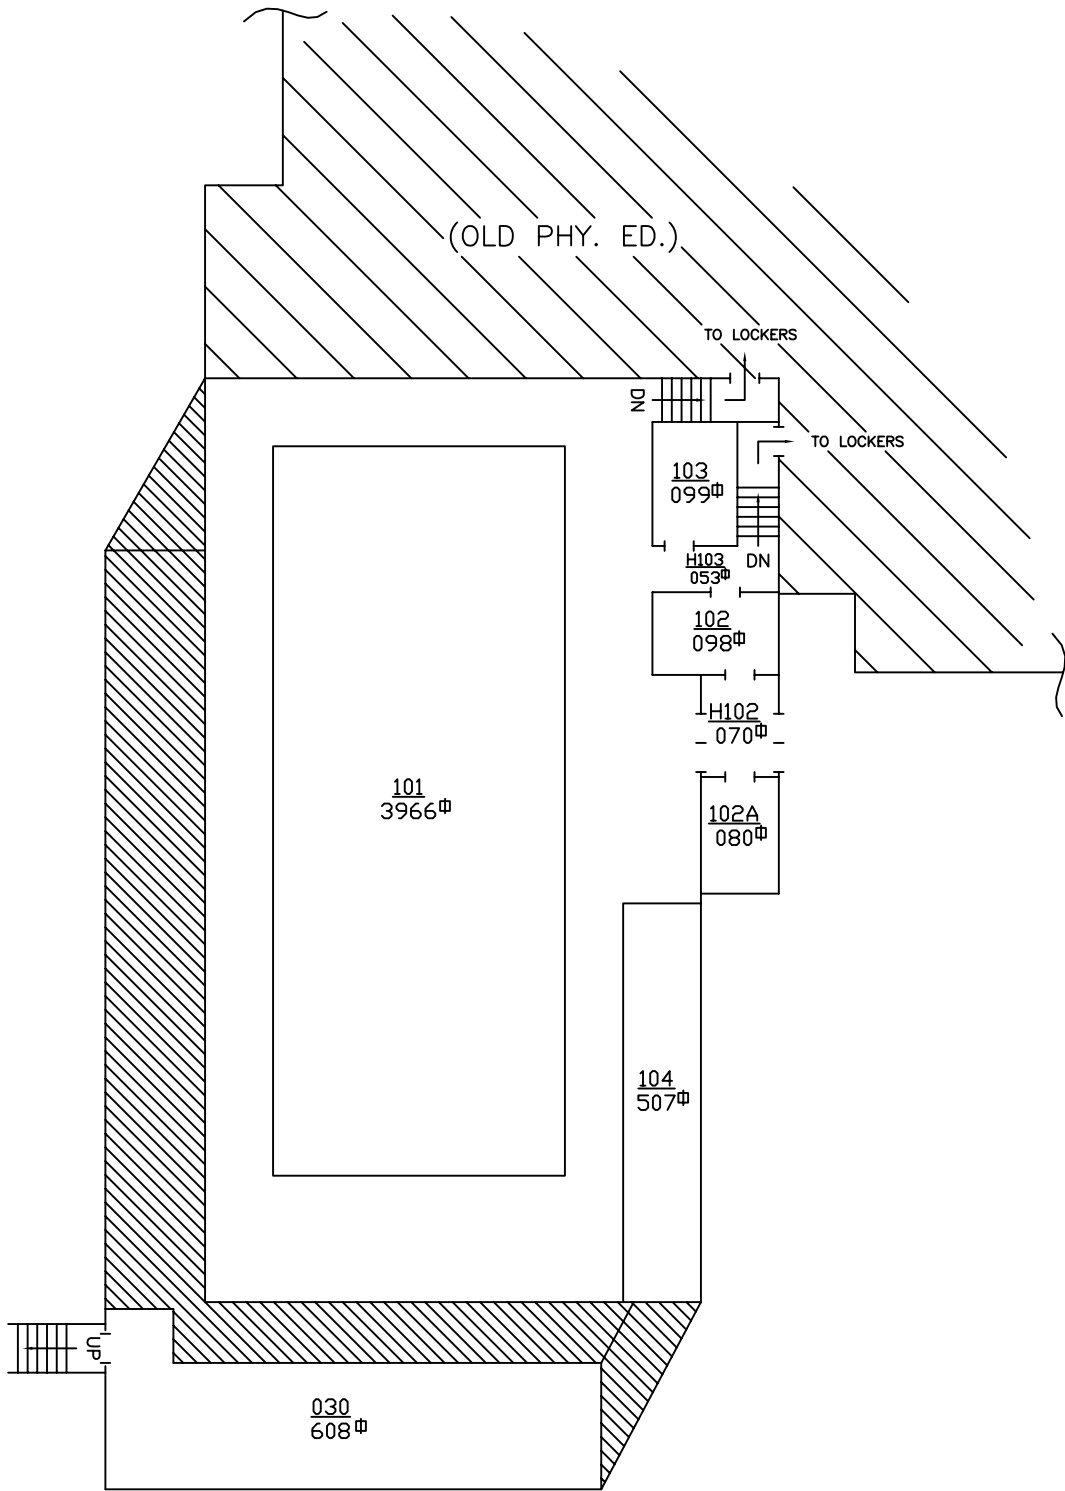 (OLD PHY. ED.)
TO LOCKERS
DN
TO LOCKERS
103
099
H103
053
DN
102
098
H102
070
101
3966
102A
080
104
507
UP
030
608